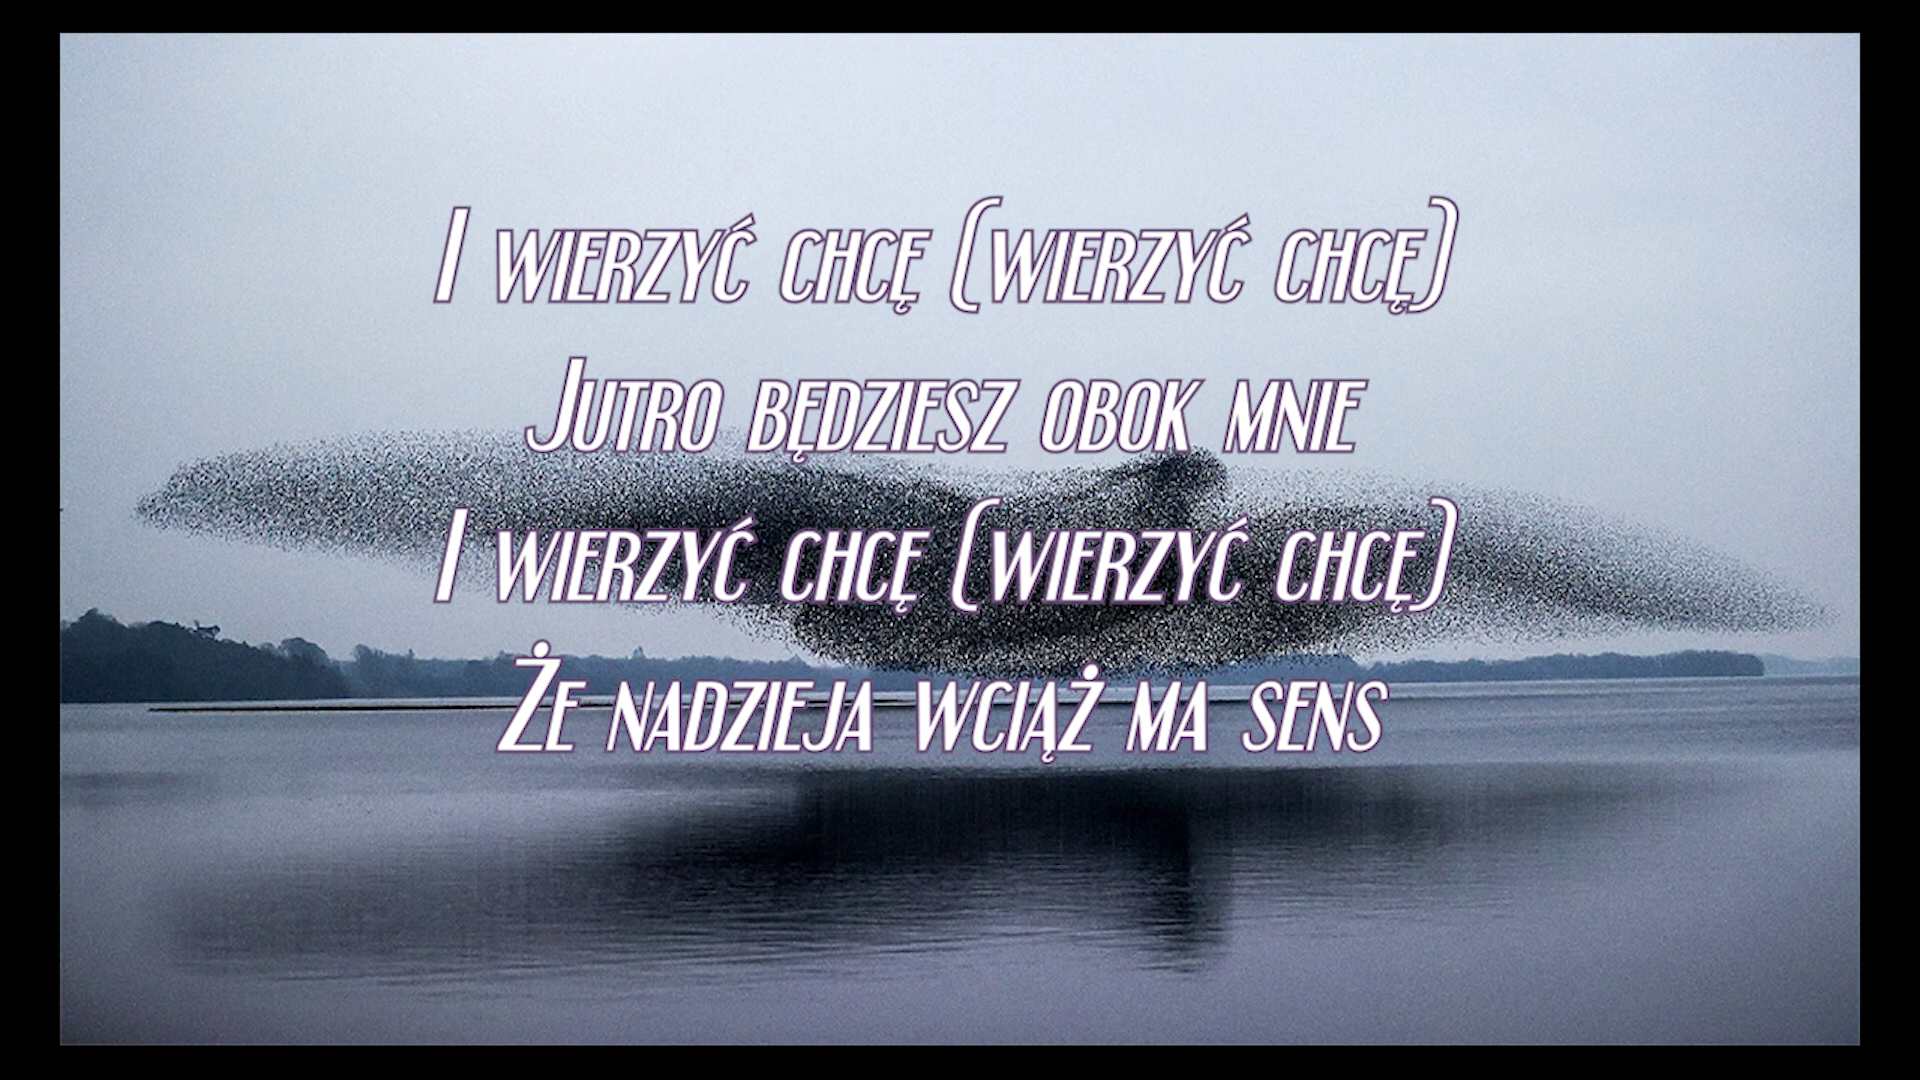 I wierzyć chcę (wierzyć chcę)
Jutro będziesz obok mnie
I wierzyć chcę (wierzyć chcę)
Że nadzieja wciąż ma sens